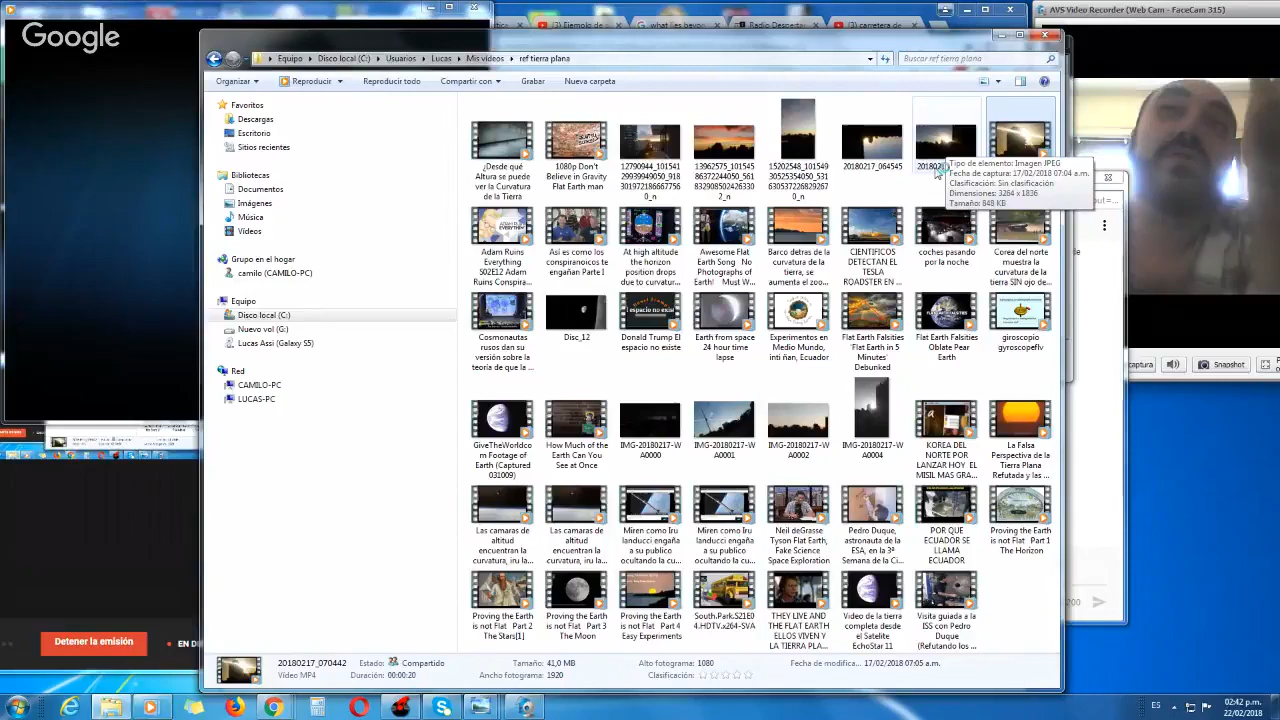 Google
AVS Video Recorder (Web Cam - FaceCam 315)
Equipo ▸ Disco local (C:) ▸ Usuarios ▸ Lucas ▸ Mis vídeos ▸ ref tierra plana
Buscar ref tierra plana
Organizar Reproducir Reproducir todo Compartir con Grabar Nueva carpeta
Favoritos
Descargas
Escritorio
Sitios recientes
Bibliotecas
Documentos
Imágenes
Música
Vídeos
Grupo en el hogar
camilo (CAMILO-PC)
Equipo
Disco local (C:)
Nuevo vol (G:)
Lucas Assi (Galaxy S5)
Red
CAMILO-PC
LUCAS-PC
¿Desde qué
Altura se puede
ver la Curvatura
de la Tierra
1080p Don't
Believe in Gravity
Flat Earth man
12790944_101541
29939949050_918
30197218667756
0_n
13962575_101545
86372244050_561
83290850242633
2_n
15202548_101549
30525354050_531
63053722682926
0_n
20180217_064545
Tipo de elemento: Imagen JPEG
Fecha de captura: 17/02/2018 07:04 a.m.
Clasificación: Sin clasificación
Dimensiones: 3264 x 1836
Tamaño: 848 KB
Adam Ruins
Everything
S02E12 Adam
Ruins Conspira...
Así es como los
conspiranoicos te
engañan Parte I
At high altitude
the horizon
position drops
due to curvatur...
Awesome Flat
Earth Song No
Photographs of
Earth! Must W...
Barco detras de la
curvatura de la
tierra, se
aumenta el zoo...
CIENTIFICOS
DETECTAN EL
TESLA
ROADSTER EN ...
coches pasando
por la noche
Corea del norte
muestra la
curvatura de la
tierra SIN ojo de...
Cosmonautas
rusos dan su
versión sobre la
teoría de que la ...
Disc_12
Donald Trump El
espacio no existe
Earth from space
24 hour time
lapse
Experimentos en
Medio Mundo,
inti ñan, Ecuador
Flat Earth Falsities
'Flat Earth in 5
Minutes'
Debunked
Flat Earth Falsities
Oblate Pear
Earth
giroscopio
gyroscopeflv
GiveTheWorldco
m Footage of
Earth (Captured
031009)
How Much of the
Earth Can You
See at Once
IMG-20180217-W
A0000
IMG-20180217-W
A0001
IMG-20180217-W
A0002
IMG-20180217-W
A0004
KOREA DEL
NORTE POR
LANZAR HOY EL
MISIL MAS GRA...
La Falsa
Perspectiva de la
Tierra Plana
Refutada y las ...
Las camaras de
altitud
encuentran la
curvatura, iru la...
Las camaras de
altitud
encuentran la
curvatura, iru la...
Miren como Iru
landucci engaña
a su publico
ocultando la cu...
Miren como Iru
landucci engaña
a su publico
ocultando la cu...
Neil deGrasse
Tyson Flat Earth,
Fake Science
Space Exploration
Pedro Duque,
astronauta de la
ESA, en la 3ª
Semana de la Ci...
POR QUE
ECUADOR SE
LLAMA
ECUADOR
Proving the Earth
is not Flat Part 1
The Horizon
Proving the Earth
is not Flat Part 2
The Stars[1]
Proving the Earth
is not Flat Part 3
The Moon
Proving the Earth
is not Flat Part 4
Easy Experiments
South.Park.S21E0
4.HDTV.x264-SVA
THEY LIVE AND
THE FLAT EARTH
ELLOS VIVEN Y
LA TIERRA PLA...
Video de la tierra
completa desde
el Satelite
EchoStar 11
Visita guiada a la
ISS con Pedro
Duque
(Refutando los ...
captura
Snapshot
200
Detener la emisión
20180217_070442 Estado: Compartido Tamaño: 41,0 MB Alto fotograma: 1080 Fecha de modifica... 17/02/2018 07:05 a.m.
Vídeo MP4 Duración: 00:00:20 Ancho fotograma: 1920 Clasificación:
ES
02:42 p.m.
22/02/2018